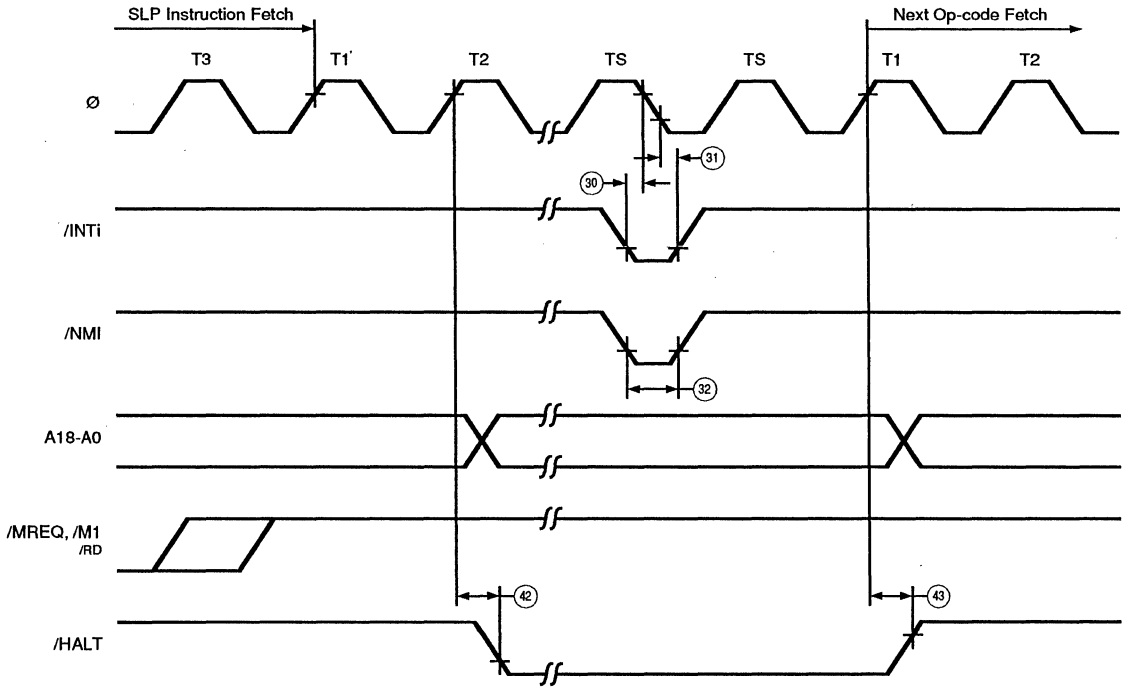 SLP Instruction Fetch
Next Op-code Fetch
T3
T1'
T2
TS
TS
T1
T2
Ø
31
30
/INTi
/NMI
32
A18-A0
/MREQ, /M1
/RD
42
43
/HALT